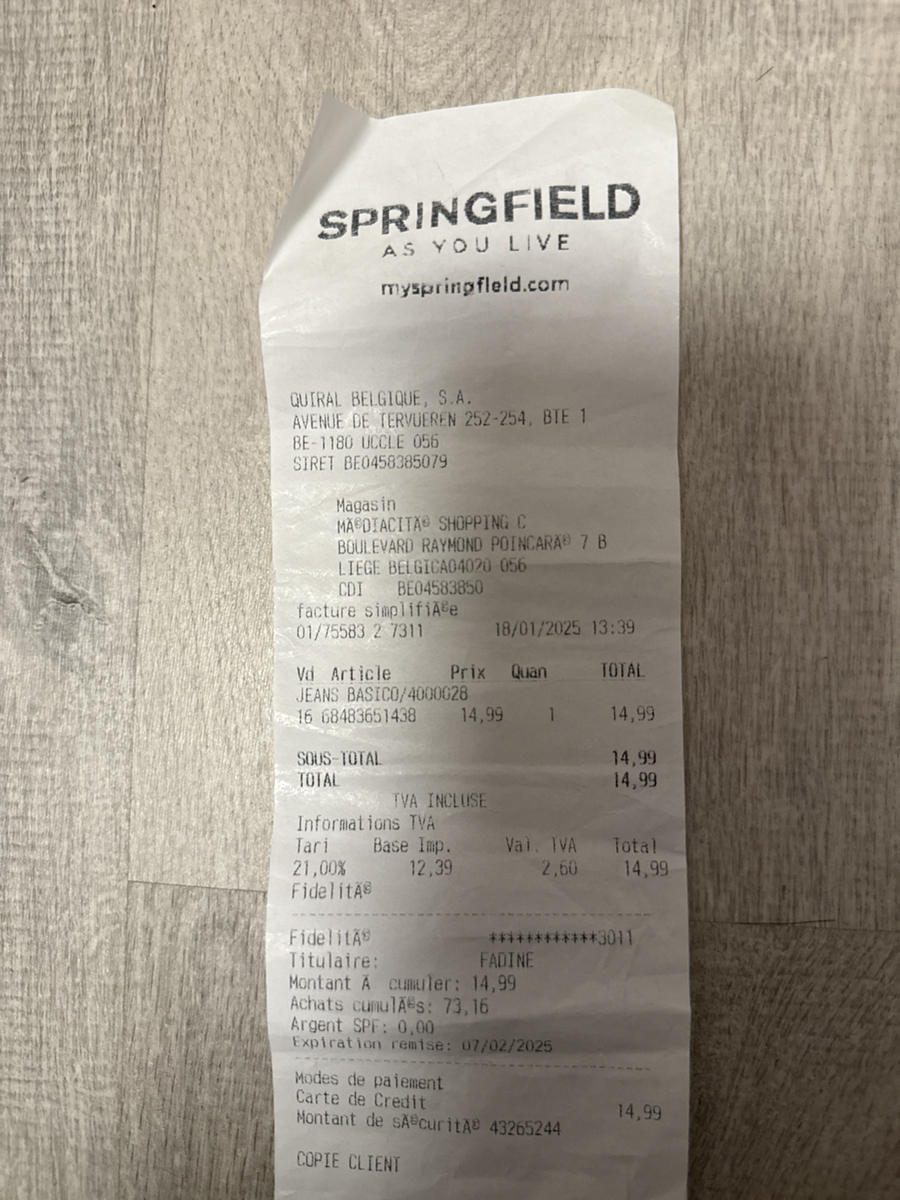 SPRINGFIELD
AS YOU LIVE
myspringfield.com
QUIRAL BELGIQUE, S.A.
AVENUE DE TERVUEREN 252-254, BTE 1
BE-1180 UCCLE 056
SIRET BE0458385079
Magasin
MÃ©DIACITÃ© SHOPPING C
BOULEVARD RAYMOND POINCARÃ© 7 B
LIEGE BELGICA04020 056
CDI BE04583850
facture simplifiÃ©e
01/75583 2 7311 18/01/2025 13:39
Vd Article Prix Quan TOTAL
JEANS BASICO/4000028
16 68483651438 14,99 1 14,99
SOUS-TOTAL 14,99
TOTAL 14,99
TVA INCLUSE
Informations TVA
Tari Base Imp. Val. IVA Total
21,00% 12,39 2,60 14,99
FidelitÃ©
FidelitÃ© ************3011
Titulaire: FADINE
Montant Ã cumuler: 14,99
Achats cumulÃ©s: 73,16
Argent SPF: 0,00
Expiration remise: 07/02/2025
Modes de paiement
Carte de Credit 14,99
Montant de sÃ©curitÃ© 43265244
COPIE CLIENT